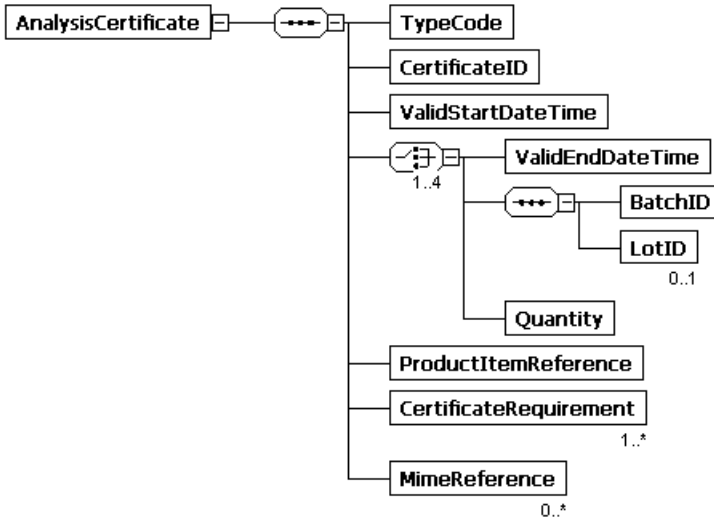 AnalysisCertificate
TypeCode
CertificateID
ValidStartDateTime
1..4
ValidEndDateTime
BatchID
LotID
0..1
Quantity
ProductItemReference
CertificateRequirement
1..*
MimeReference
0..*